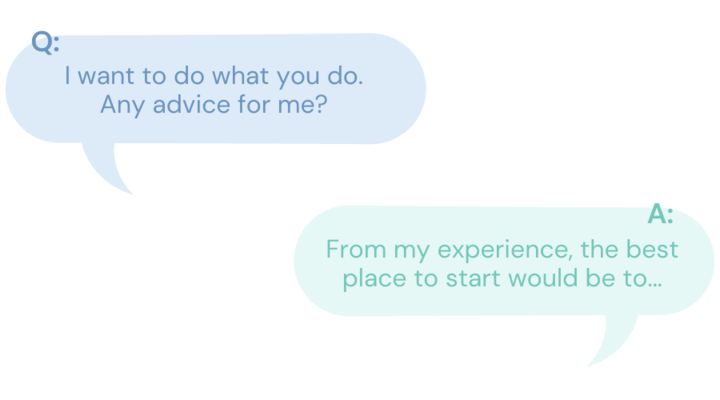 Q:
I want to do what you do.
Any advice for me?
A:
From my experience, the best
place to start would be to...